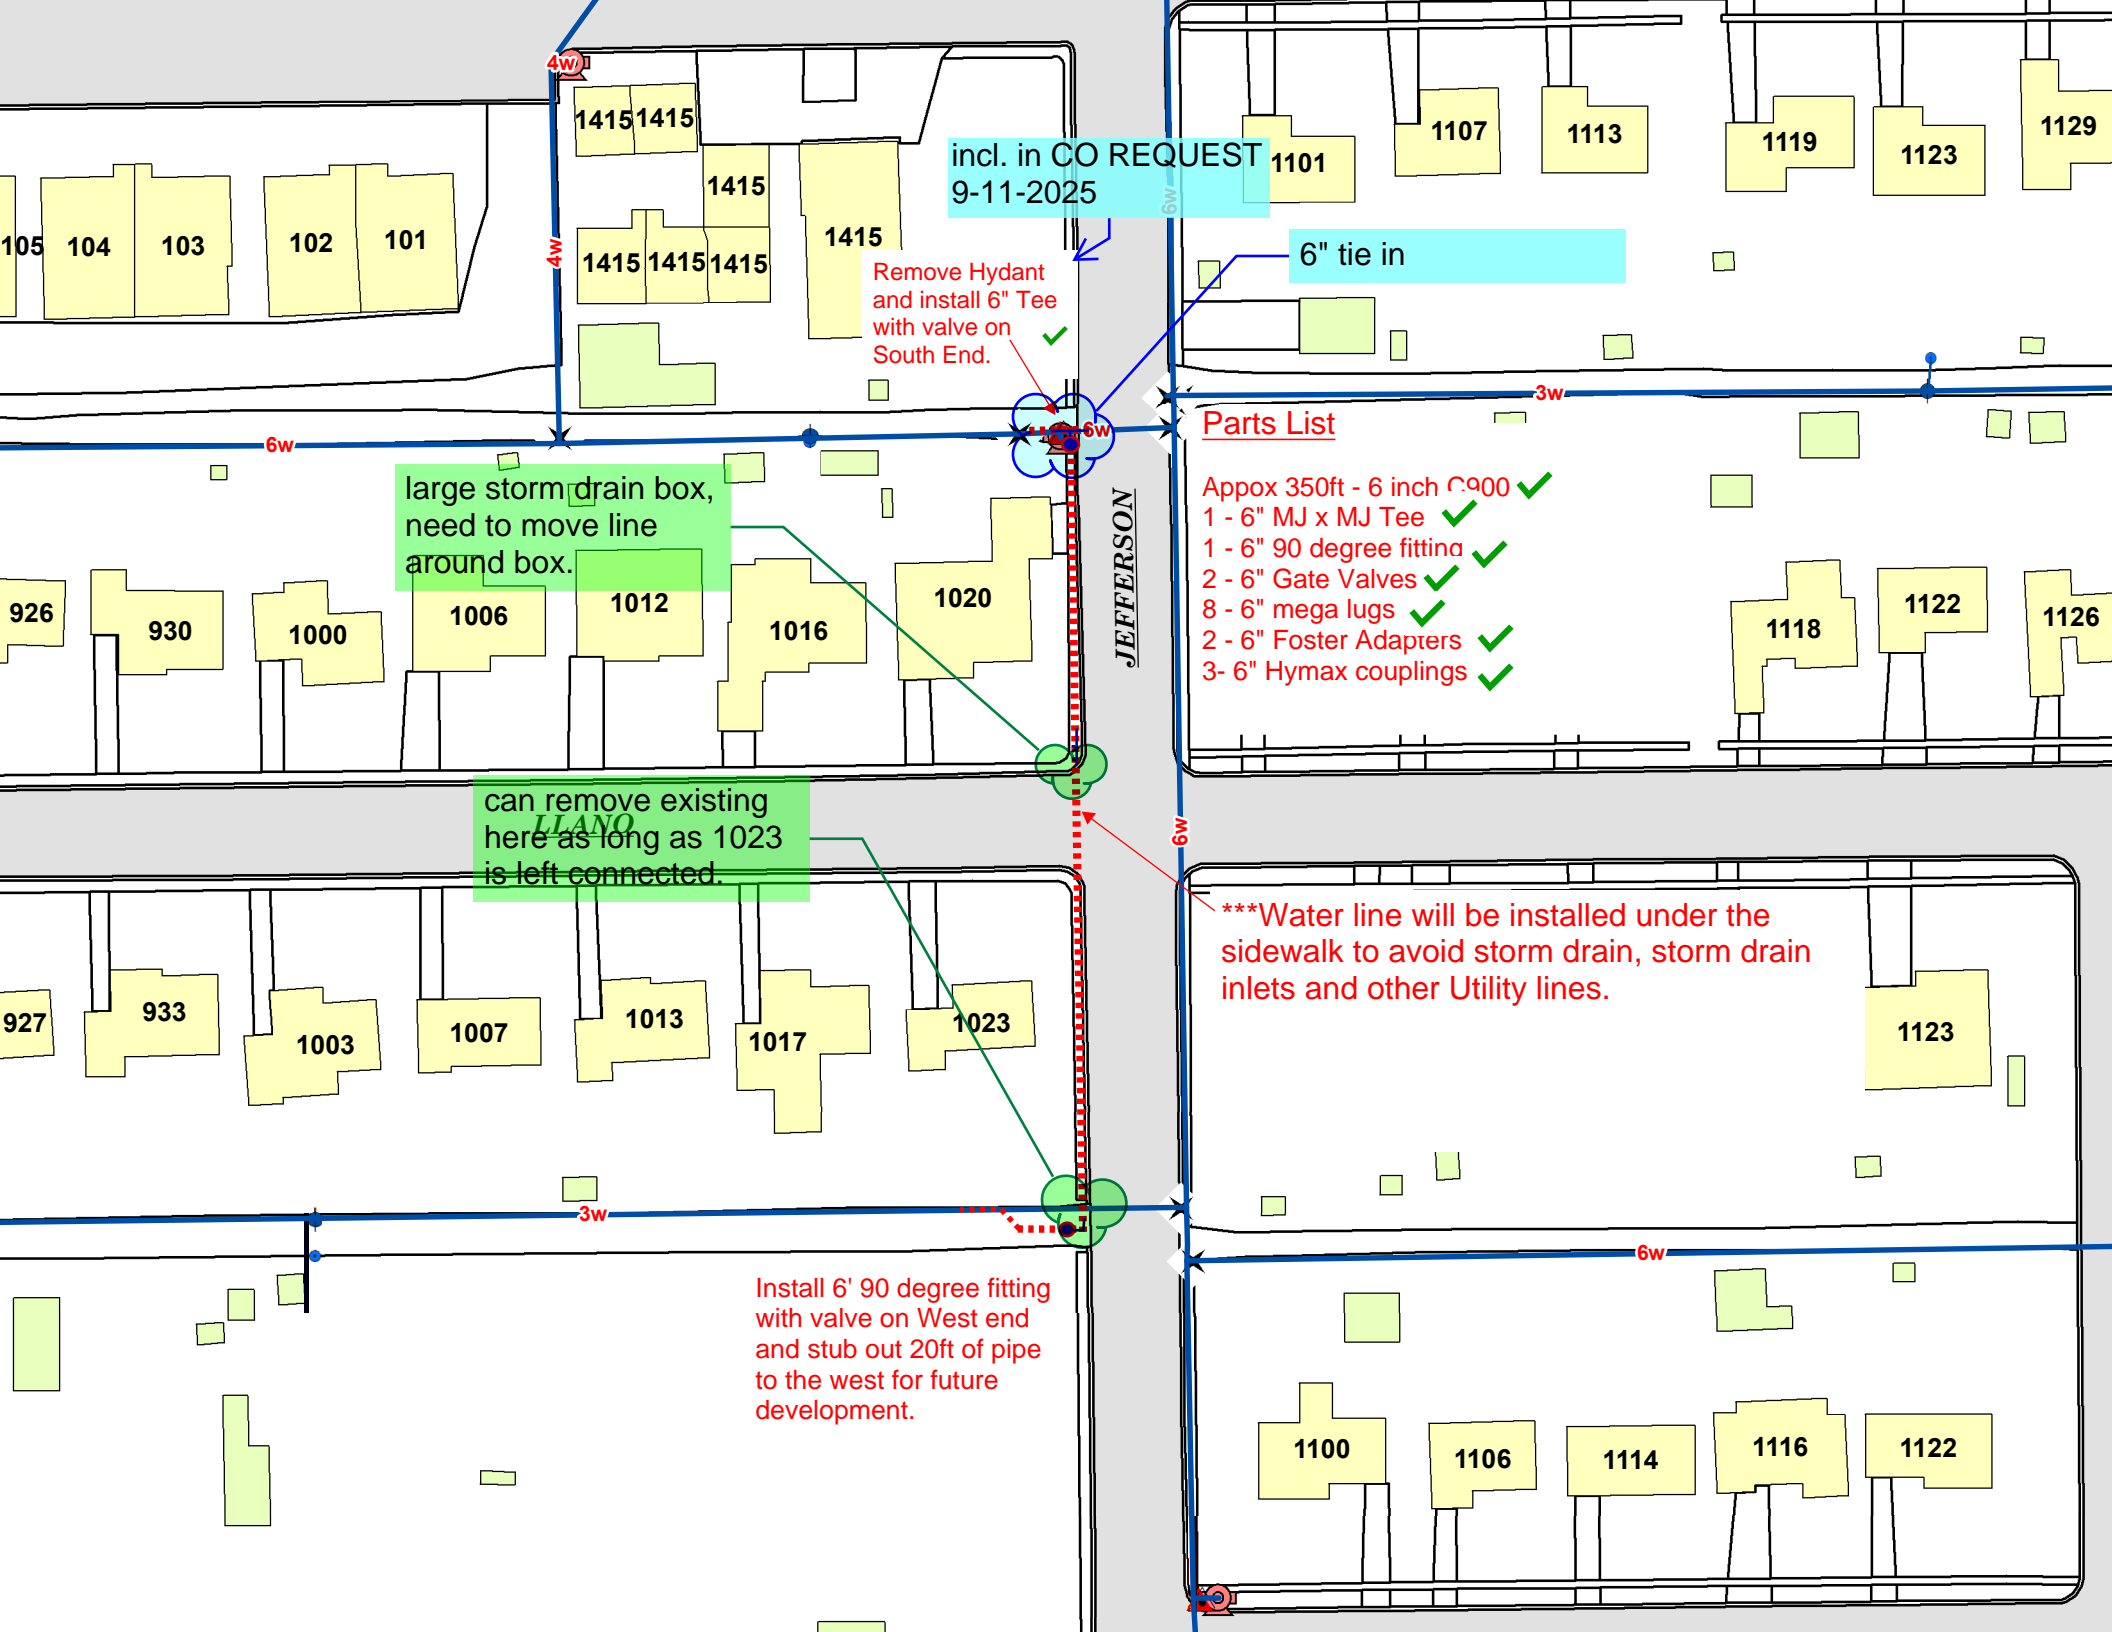 4w
1415
1415
1415
1415
1415
1415
1415
4w
105
104
103
102
101
incl. in CO REQUEST
9-11-2025
6w
1101
1107
1113
1119
1123
1129
6" tie in
Remove Hydant
and install 6" Tee
with valve on
South End.
3w
6w
6w
Parts List
Appox 350ft - 6 inch C900
1 - 6" MJ x MJ Tee
1 - 6" 90 degree fitting
2 - 6" Gate Valves
8 - 6" mega lugs
2 - 6" Foster Adapters
3- 6" Hymax couplings
large storm drain box,
need to move line
around box.
JEFFERSON
926
930
1000
1006
1012
1016
1020
1118
1122
1126
can remove existing
here as long as 1023
is left connected.
LLANO
6w
***Water line will be installed under the
sidewalk to avoid storm drain, storm drain
inlets and other Utility lines.
927
933
1003
1007
1013
1017
1023
1123
3w
6w
Install 6' 90 degree fitting
with valve on West end
and stub out 20ft of pipe
to the west for future
development.
1100
1106
1114
1116
1122